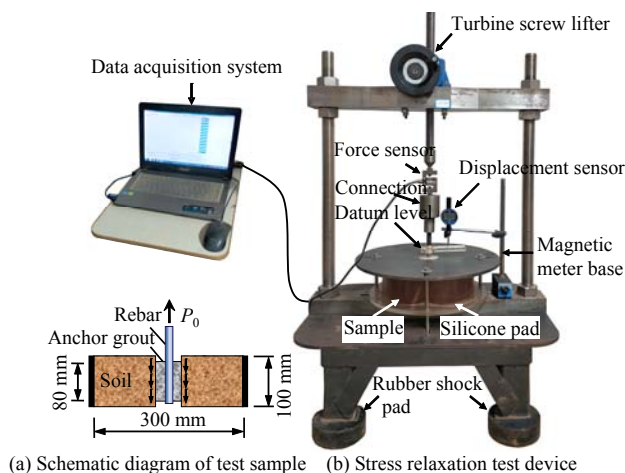 Turbine screw lifter
Data acquisition system
Force sensor
Connection
Displacement sensor
Datum level
Magnetic
meter base
Sample
Silicone pad
Rubber shock
pad
Rebar
P0
Anchor grout
Soil
80 mm
100 mm
300 mm
(a) Schematic diagram of test sample
(b) Stress relaxation test device